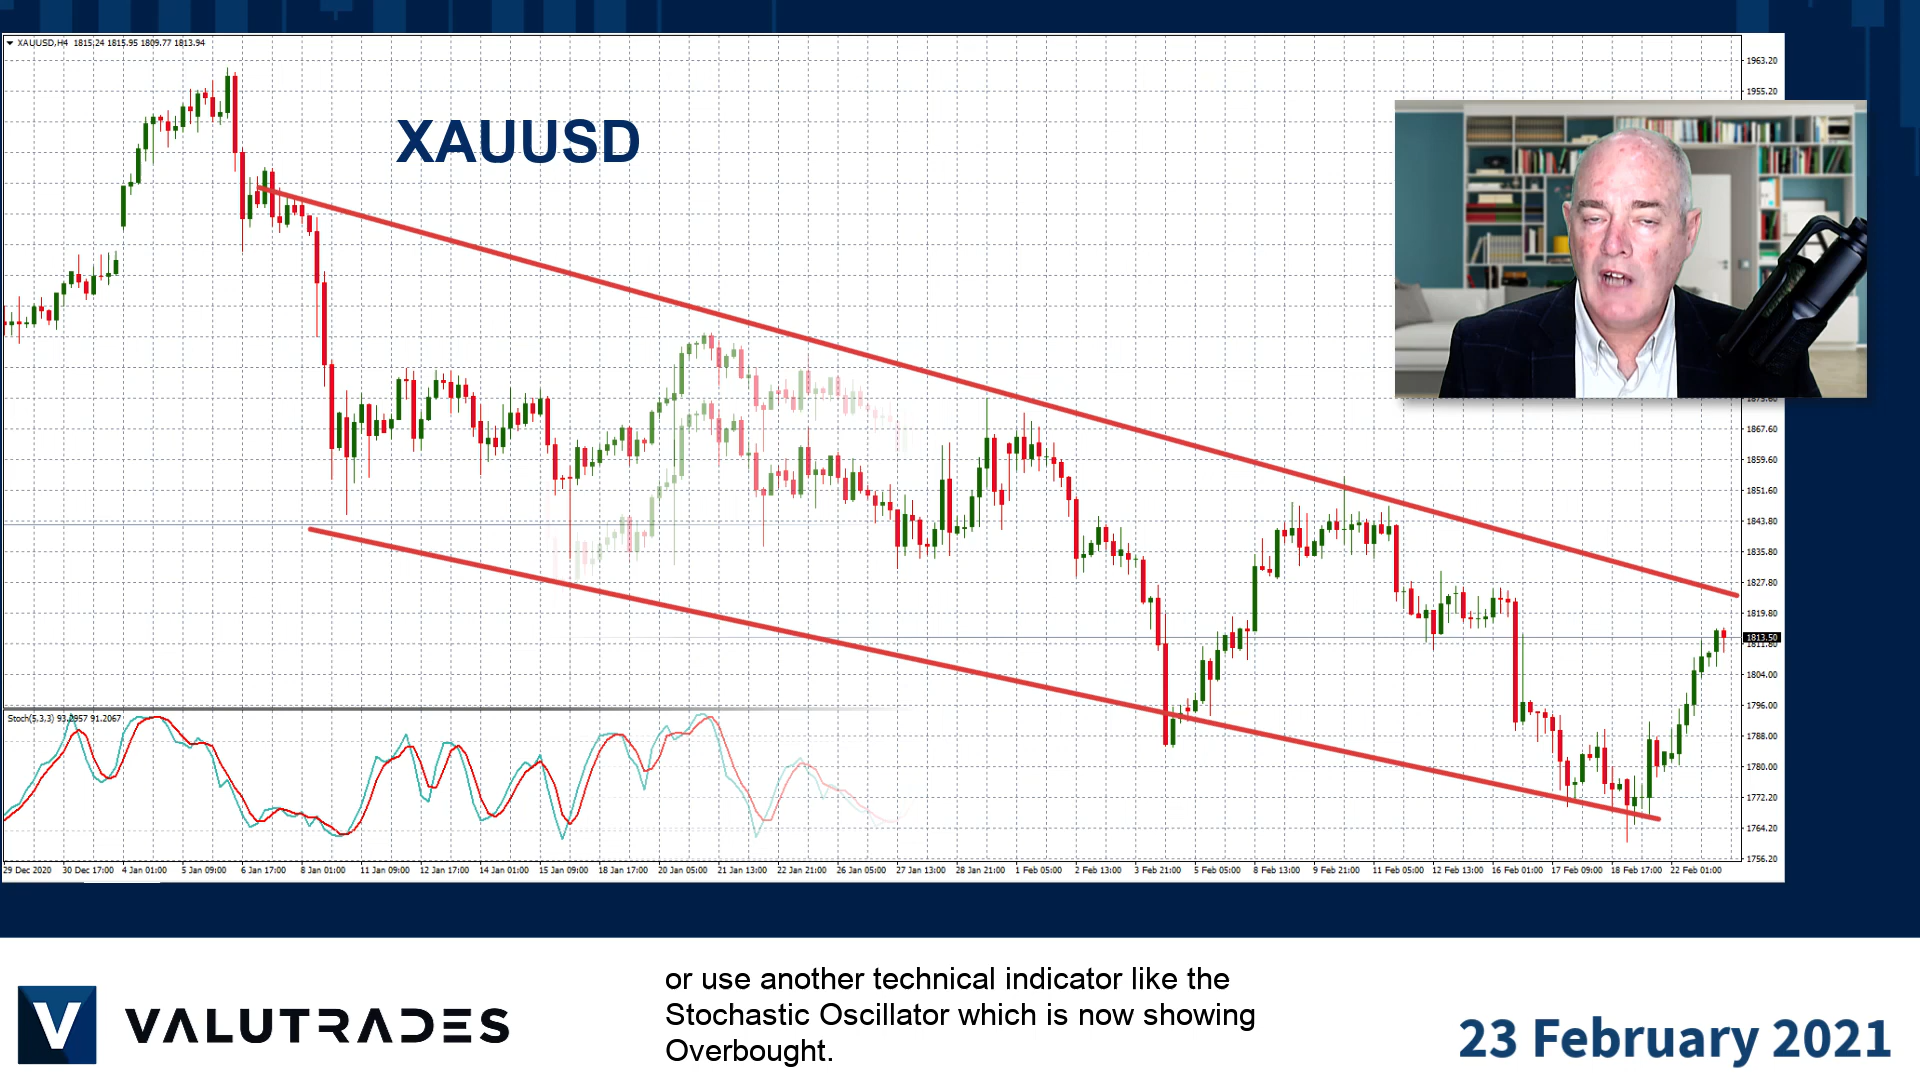 XAUUSD,H4 1815.24 1815.95 1809.77 1813.94
XAUUSD
1963.20
1955.20
1875.60
1867.60
1859.60
1851.60
1843.80
1835.80
1827.80
1819.80
1813.50
1811.80
1804.00
1796.00
1788.00
1780.00
1772.20
1764.20
1756.20
Stoch(5,3,3) 93.2957 91.2067
29 Dec 2020 30 Dec 17:00 4 Jan 01:00 5 Jan 09:00 6 Jan 17:00 8 Jan 01:00 11 Jan 09:00 12 Jan 17:00 14 Jan 01:00 15 Jan 09:00 18 Jan 17:00 20 Jan 05:00 21 Jan 13:00 22 Jan 21:00 26 Jan 05:00 27 Jan 13:00 28 Jan 21:00 1 Feb 05:00 2 Feb 13:00 3 Feb 21:00 5 Feb 05:00 8 Feb 13:00 9 Feb 21:00 11 Feb 05:00 12 Feb 13:00 16 Feb 01:00 17 Feb 09:00 18 Feb 17:00 22 Feb 01:00
V VALUTRADES
or use another technical indicator like the
Stochastic Oscillator which is now showing
Overbought.
23 February 2021